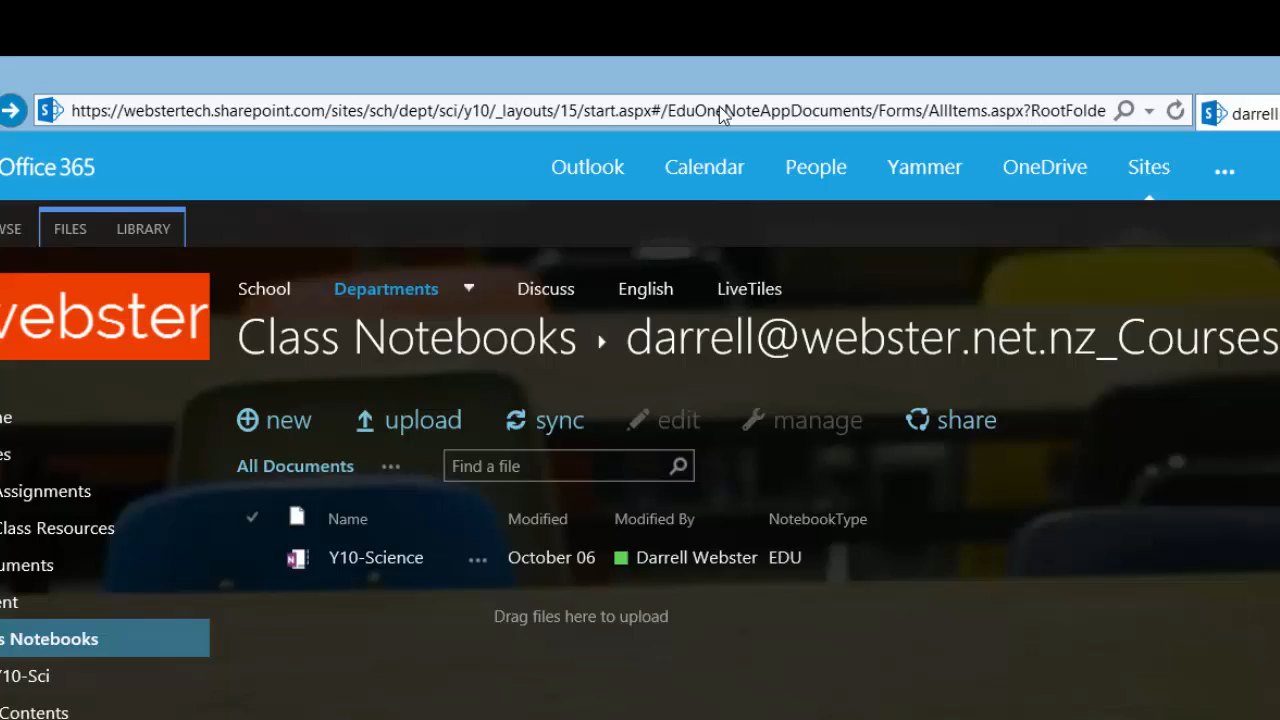 https://webstertech.sharepoint.com/sites/sch/dept/sci/y10/_layouts/15/start.aspx#/EduOneNoteAppDocuments/Forms/AllItems.aspx?RootFolde
darrell
Office 365
Outlook Calendar People Yammer OneDrive Sites ...
WSE FILES LIBRARY
webster
School Departments Discuss English LiveTiles
Class Notebooks darrell@webster.net.nz_Courses
new upload sync edit manage share
All Documents ... Find a file
Name Modified Modified By NotebookType
Y10-Science ... October 06 Darrell Webster EDU
Drag files here to upload
me
es
Assignments
Class Resources
uments
ent
s Notebooks
Y10-Sci
Contents